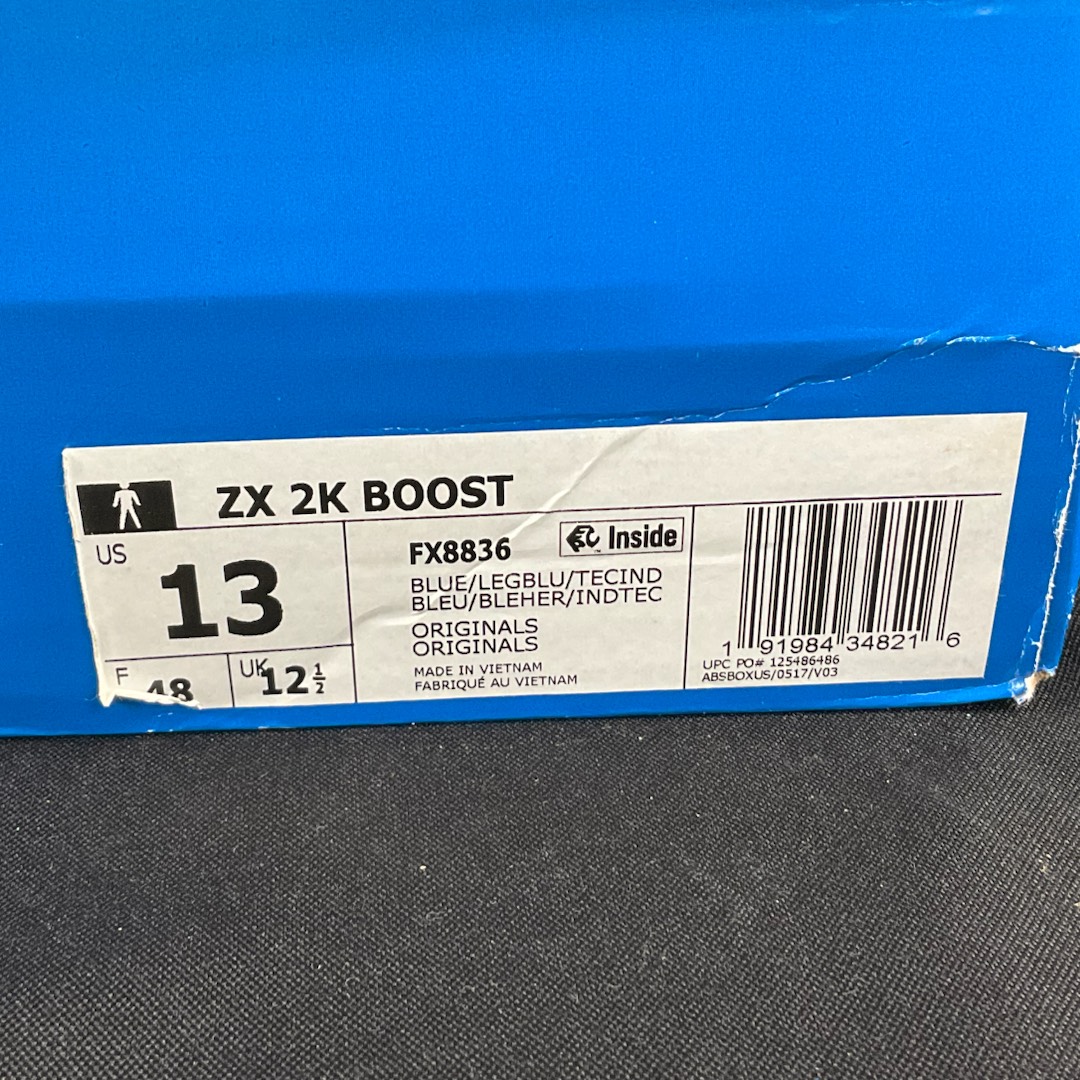 ZX 2K BOOST
US
13
F
48
UK
12 1/2
FX8836
Inside
BLUE/LEGBLU/TECIND
BLEU/BLEHER/INDTEC
ORIGINALS
ORIGINALS
MADE IN VIETNAM
FABRIQUÉ AU VIETNAM
1 91984 34821 6
UPC PO# 125486486
ABSBOXUS/0517/V03